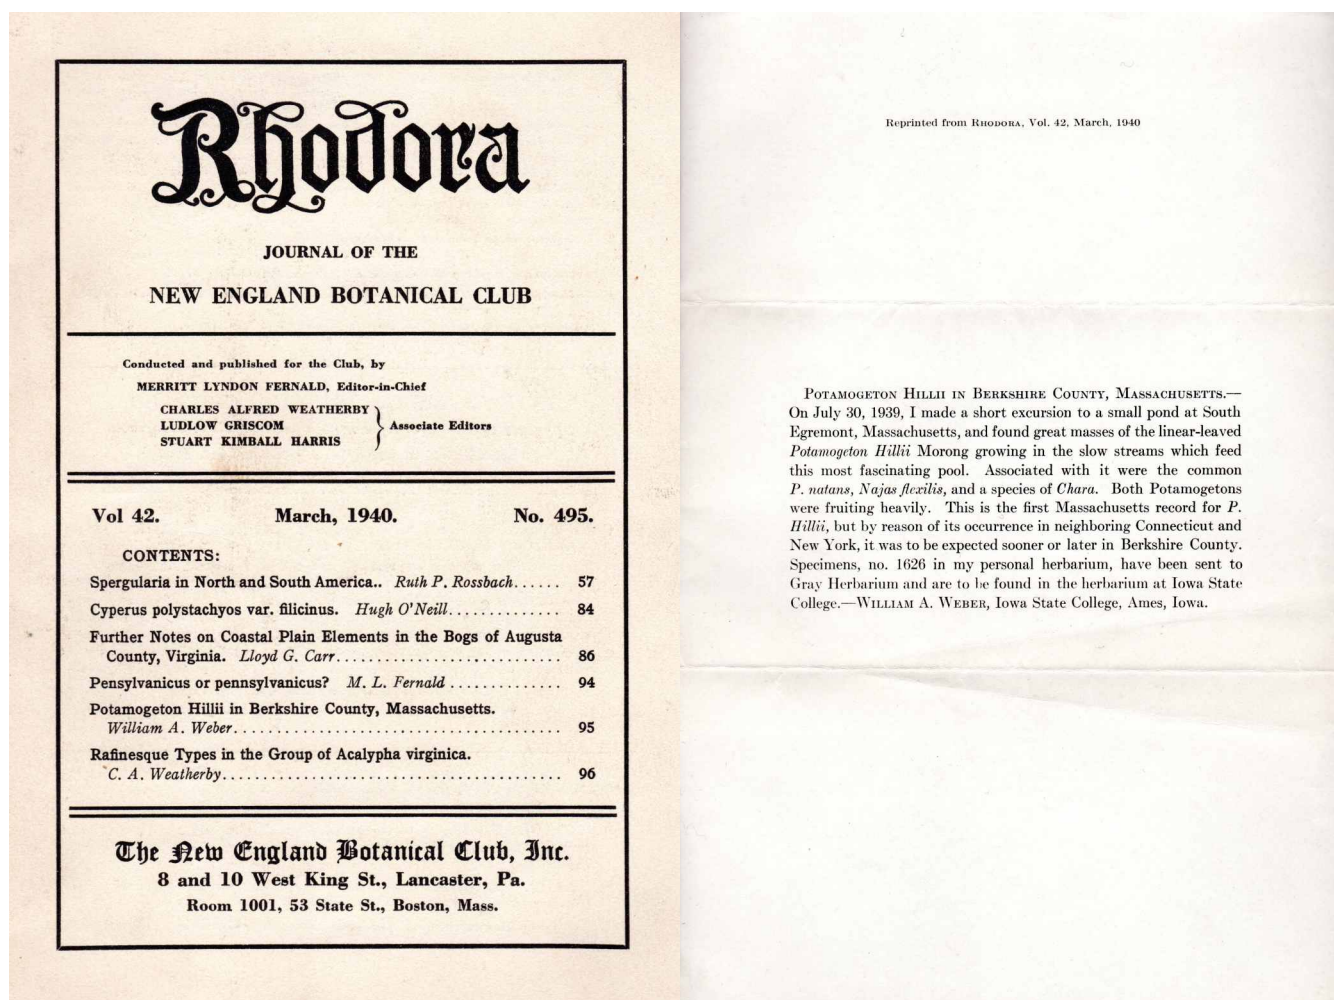 Rhodora
JOURNAL OF THE
NEW ENGLAND BOTANICAL CLUB
Conducted and published for the Club, by
MERRITT LYNDON FERNALD, Editor-in-Chief
CHARLES ALFRED WEATHERBY
LUDLOW GRISCOM
STUART KIMBALL HARRIS
Associate Editors
Vol 42. March, 1940. No. 495.
CONTENTS:
Spergularia in North and South America.. Ruth P. Rossbach...... 57
Cyperus polystachyos var. filicinus. Hugh O'Neill.............. 84
Further Notes on Coastal Plain Elements in the Bogs of Augusta
County, Virginia. Lloyd G. Carr............................ 86
Pensylvanicus or pennsylvanicus? M. L. Fernald .............. 94
Potamogeton Hillii in Berkshire County, Massachusetts.
William A. Weber......................................... 95
Rafinesque Types in the Group of Acalypha virginica.
C. A. Weatherby.......................................... 96
The New England Botanical Club, Inc.
8 and 10 West King St., Lancaster, Pa.
Room 1001, 53 State St., Boston, Mass.
Reprinted from RHODORA, Vol. 42, March, 1940
POTAMOGETON HILLII IN BERKSHIRE COUNTY, MASSACHUSETTS.—
On July 30, 1939, I made a short excursion to a small pond at South
Egremont, Massachusetts, and found great masses of the linear-leaved
Potamogeton Hillii Morong growing in the slow streams which feed
this most fascinating pool. Associated with it were the common
P. natans, Najas flexilis, and a species of Chara. Both Potamogetons
were fruiting heavily. This is the first Massachusetts record for P.
Hillii, but by reason of its occurrence in neighboring Connecticut and
New York, it was to be expected sooner or later in Berkshire County.
Specimens, no. 1626 in my personal herbarium, have been sent to
Gray Herbarium and are to be found in the herbarium at Iowa State
College.—WILLIAM A. WEBER, Iowa State College, Ames, Iowa.